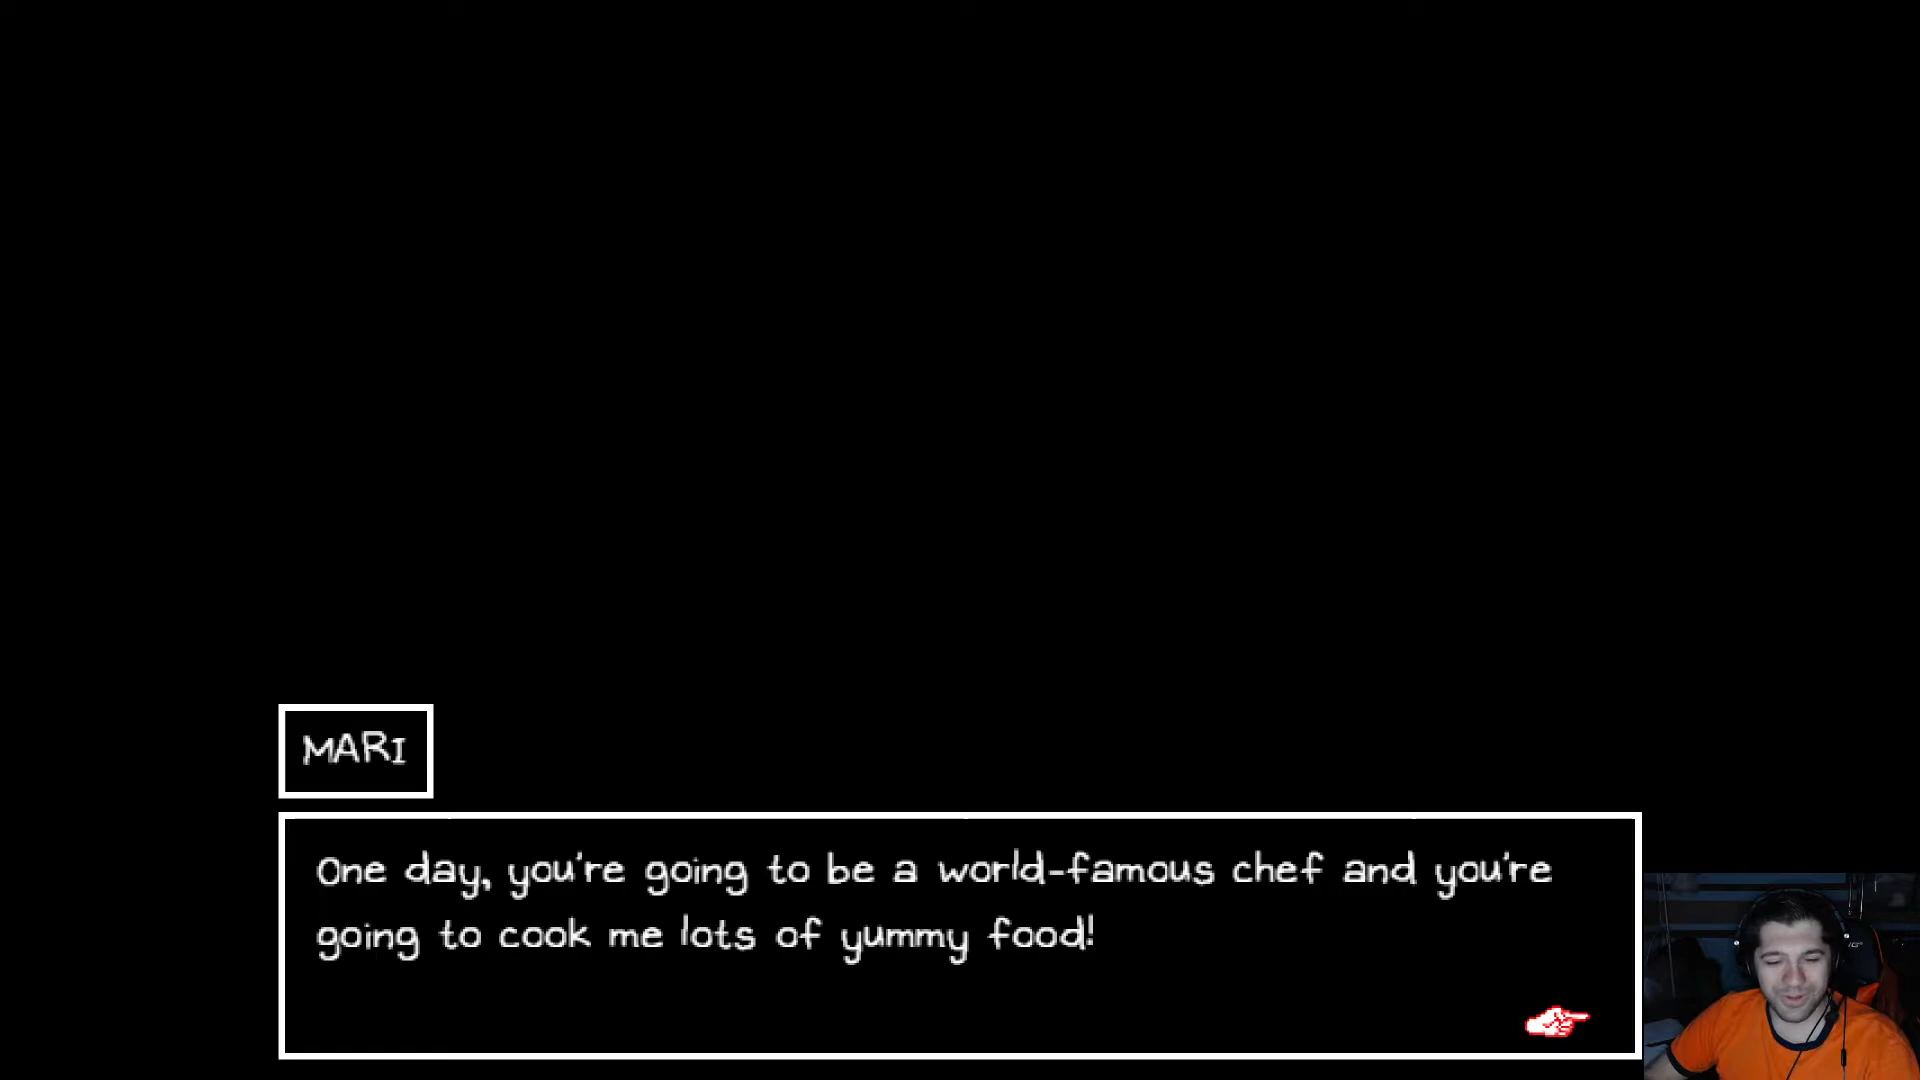 MARI
One day, you're going to be a world-famous chef and you're
going to cook me lots of yummy food!